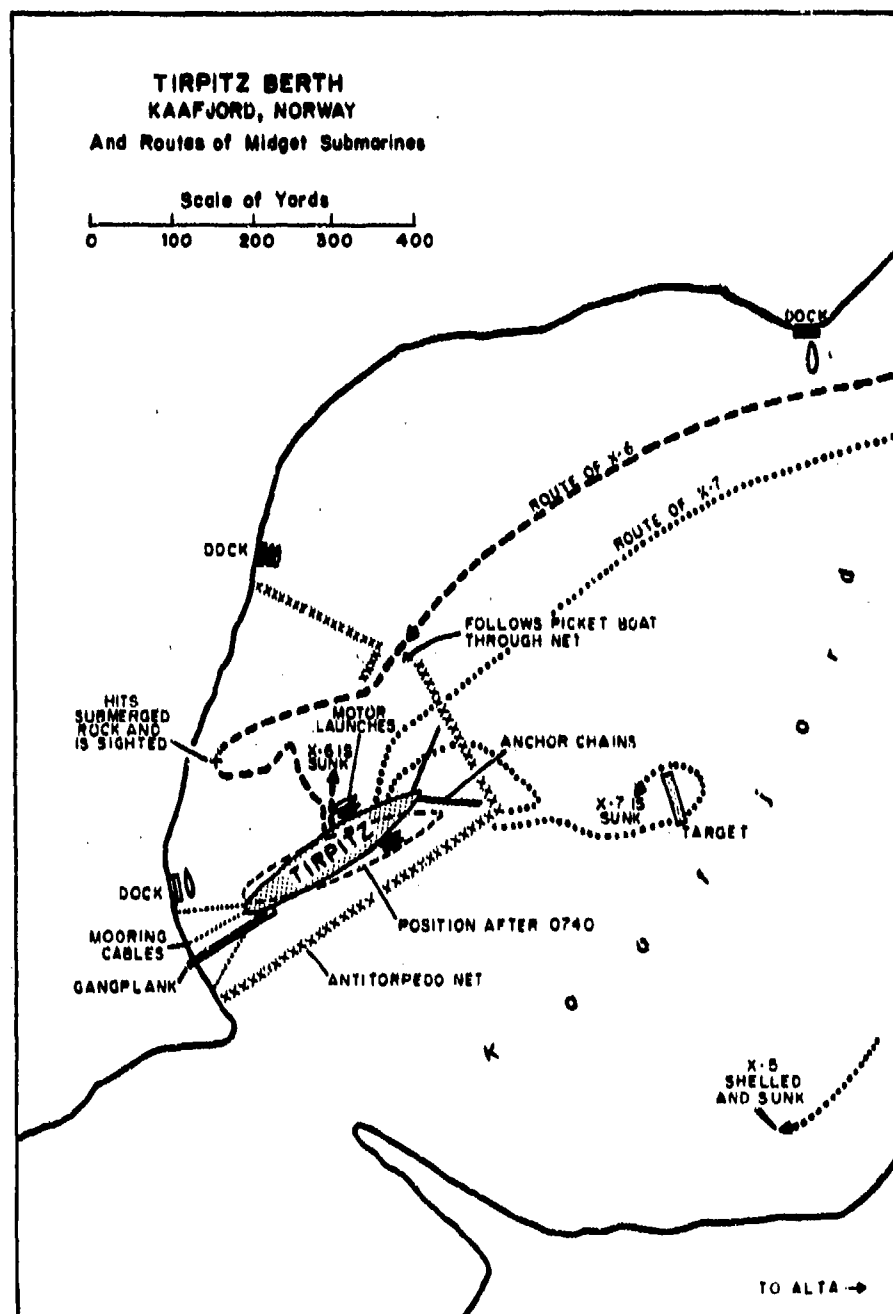 TIRPITZ BERTH
KAAFJORD, NORWAY
And Routes of Midget Submarines
Scale of Yards
0 100 200 300 400
DOCK
ROUTE OF X-6
ROUTE OF X-7
DOCK
FOLLOWS PICKET BOAT
THROUGH NET
HITS
SUBMERGED
ROCK AND
IS SIGHTED
MOTOR
LAUNCHES
X-6 IS
SUNK
ANCHOR CHAINS
X-7 IS
SUNK
TARGET
TIRPITZ
DOCK
POSITION AFTER 0740
MOORING
CABLES
GANGPLANK
ANTITORPEDO NET
Kaafjord
X-5
SHELLED
AND SUNK
TO ALTA